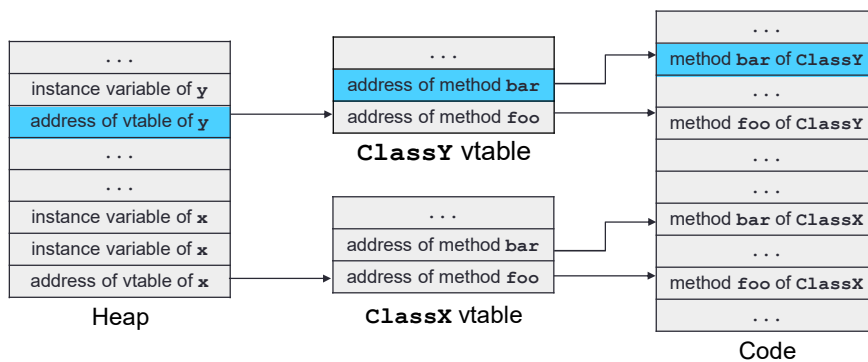 ...
instance variable of y
address of vtable of y
...
...
instance variable of x
instance variable of x
address of vtable of x
Heap
...
address of method bar
address of method foo
ClassY vtable
...
address of method bar
address of method foo
ClassX vtable
...
method bar of ClassY
...
method foo of ClassY
...
...
method bar of ClassX
...
method foo of ClassX
...
Code